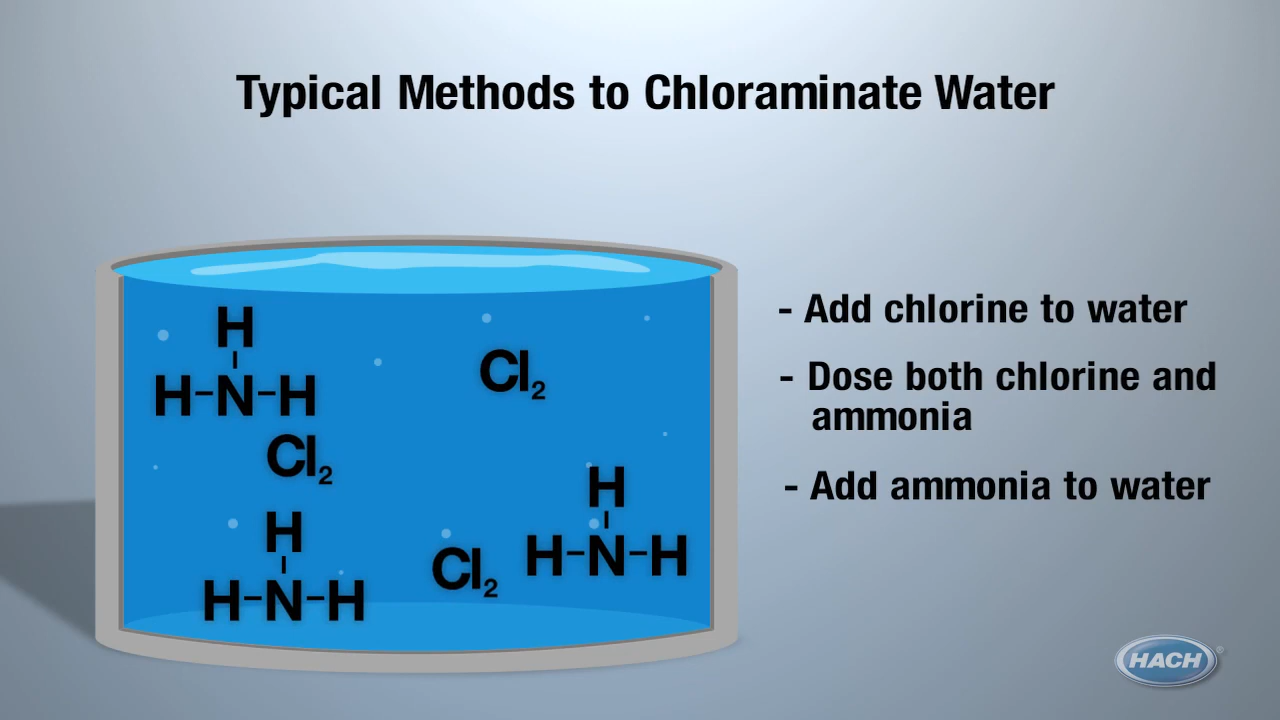 Typical Methods to Chloraminate Water
H
H-N-H
Cl₂
Cl₂
H
H-N-H
Cl₂
H
H-N-H
- Add chlorine to water
- Dose both chlorine and
ammonia
- Add ammonia to water
HACH®